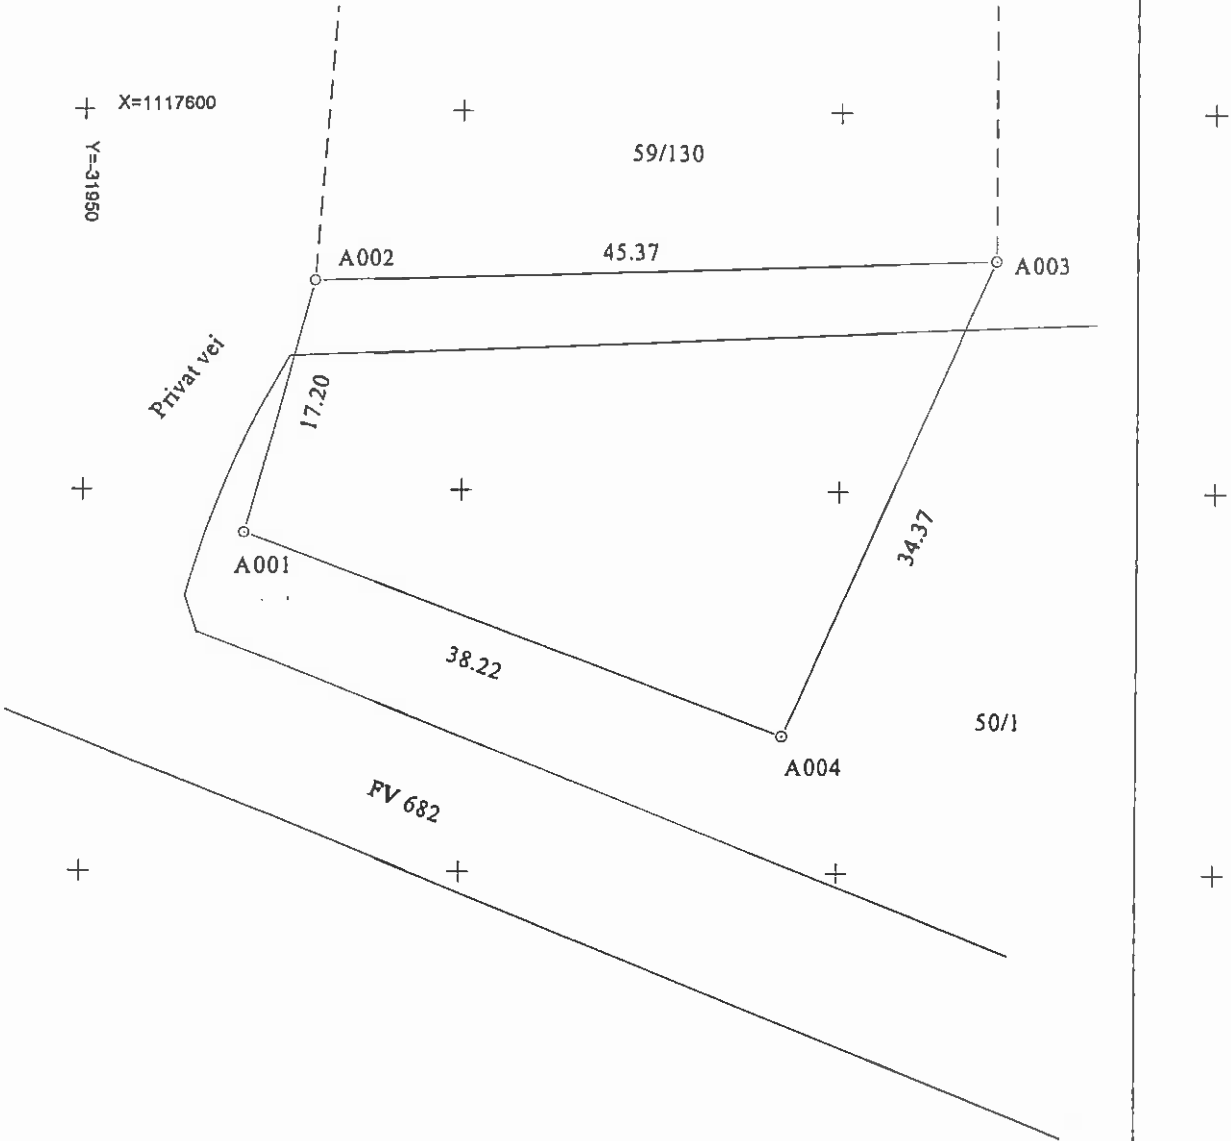 X=1117600
Y=-31950
59/130
A002
45.37
A003
Privat vei
17.20
A001
34.37
38.22
50/1
A004
FV 682